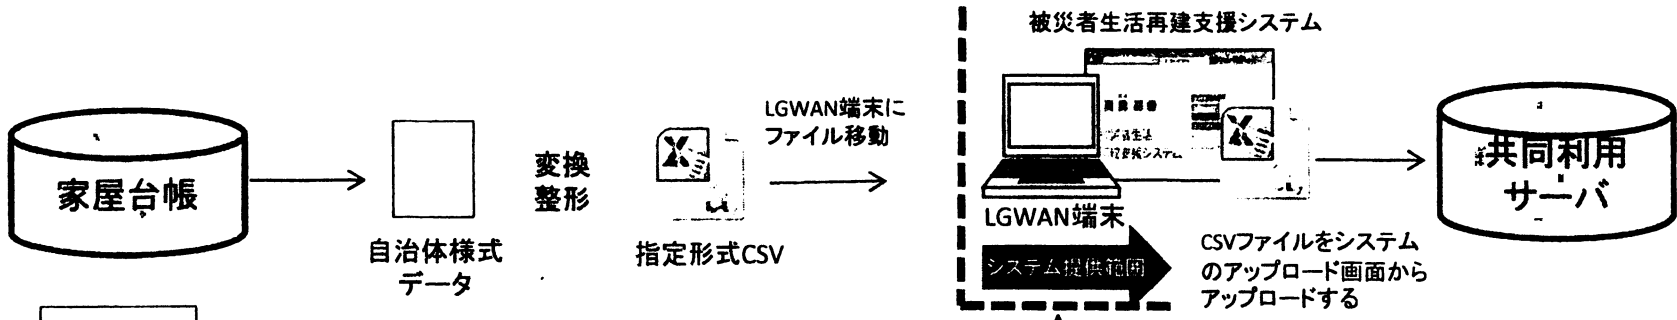 被災者生活再建支援システム
家屋台帳
自治体様式
データ
変換
整形
指定形式CSV
LGWAN端末に
ファイル移動
LGWAN端末
システム提供範囲
CSVファイルをシステム
のアップロード画面から
アップロードする
共同利用
サーバ